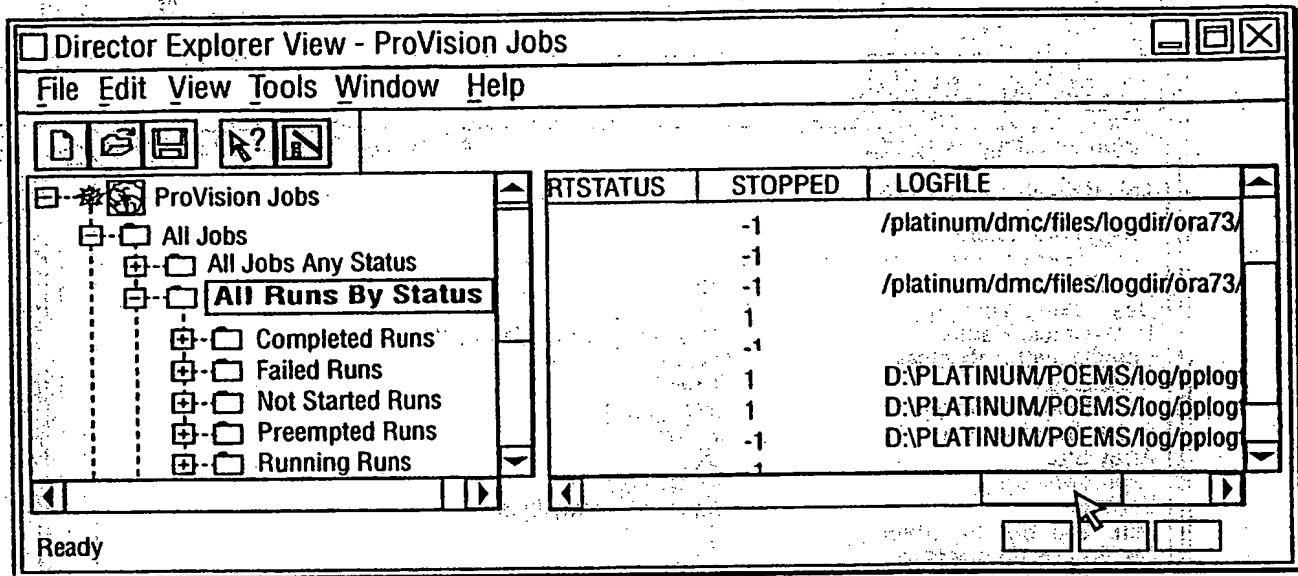 Director Explorer View - ProVision Jobs
File Edit View Tools Window Help
?
ProVision Jobs
All Jobs
All Jobs Any Status
All Runs By Status
Completed Runs
Failed Runs
Not Started Runs
Preempted Runs
Running Runs
RTSTATUS STOPPED LOGFILE
-1 /platinum/dmc/files/logdir/ora73/
-1
-1 /platinum/dmc/files/logdir/ora73/
1
-1
1 D:\PLATINUM/POEMS/log/pplogt
1 D:\PLATINUM/POEMS/log/pplogt
-1 D:\PLATINUM/POEMS/log/pplogt
Ready